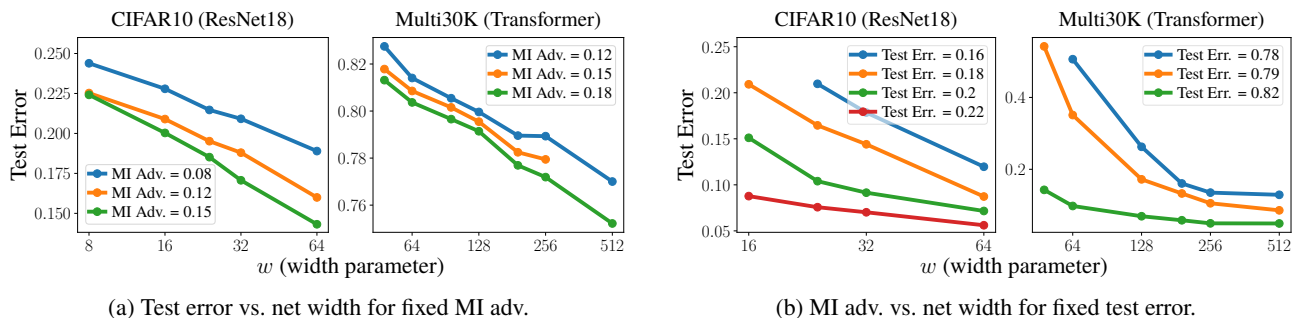 CIFAR10 (ResNet18)
Multi30K (Transformer)
Test Error
0.250
0.225
0.200
0.175
0.150
MI Adv. = 0.08
MI Adv. = 0.12
MI Adv. = 0.15
8
16
32
64
0.82
0.80
0.78
0.76
MI Adv. = 0.12
MI Adv. = 0.15
MI Adv. = 0.18
64
128
256
512
w (width parameter)
(a) Test error vs. net width for fixed MI adv.
CIFAR10 (ResNet18)
Multi30K (Transformer)
Test Error
0.25
0.20
0.15
0.10
0.05
Test Err. = 0.16
Test Err. = 0.18
Test Err. = 0.2
Test Err. = 0.22
16
32
64
0.4
0.2
Test Err. = 0.78
Test Err. = 0.79
Test Err. = 0.82
64
128
256
512
w (width parameter)
(b) MI adv. vs. net width for fixed test error.